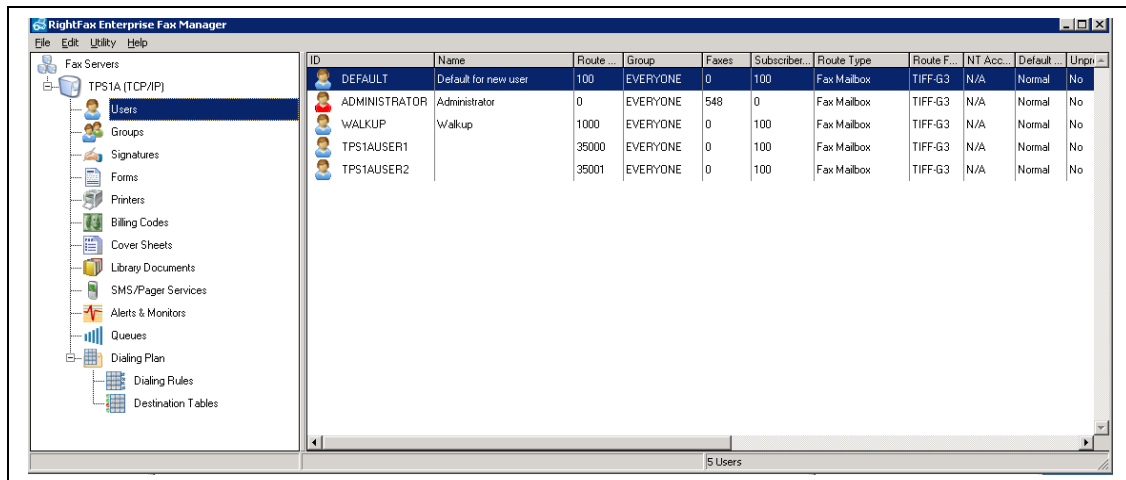 RightFax Enterprise Fax Manager
File Edit Utility Help
Fax Servers
TPS1A (TCP/IP)
Users
Groups
Signatures
Forms
Printers
Billing Codes
Cover Sheets
Library Documents
SMS/Pager Services
Alerts & Monitors
Queues
Dialing Plan
Dialing Rules
Destination Tables
ID Name Route ... Group Faxes Subscriber... Route Type Route F... NT Acc... Default ... Unpr
DEFAULT Default for new user 100 EVERYONE 0 100 Fax Mailbox TIFF-G3 N/A Normal No
ADMINISTRATOR Administrator 0 EVERYONE 548 0 Fax Mailbox TIFF-G3 N/A Normal No
WALKUP Walkup 1000 EVERYONE 0 100 Fax Mailbox TIFF-G3 N/A Normal No
TPS1AUSER1 35000 EVERYONE 0 100 Fax Mailbox TIFF-G3 N/A Normal No
TPS1AUSER2 35001 EVERYONE 0 100 Fax Mailbox TIFF-G3 N/A Normal No
5 Users